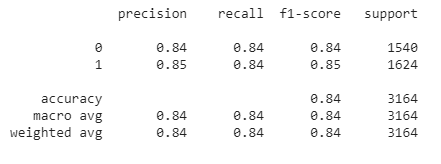 precision recall f1-score support
0 0.84 0.84 0.84 1540
1 0.85 0.84 0.85 1624
accuracy 0.84 3164
macro avg 0.84 0.84 0.84 3164
weighted avg 0.84 0.84 0.84 3164